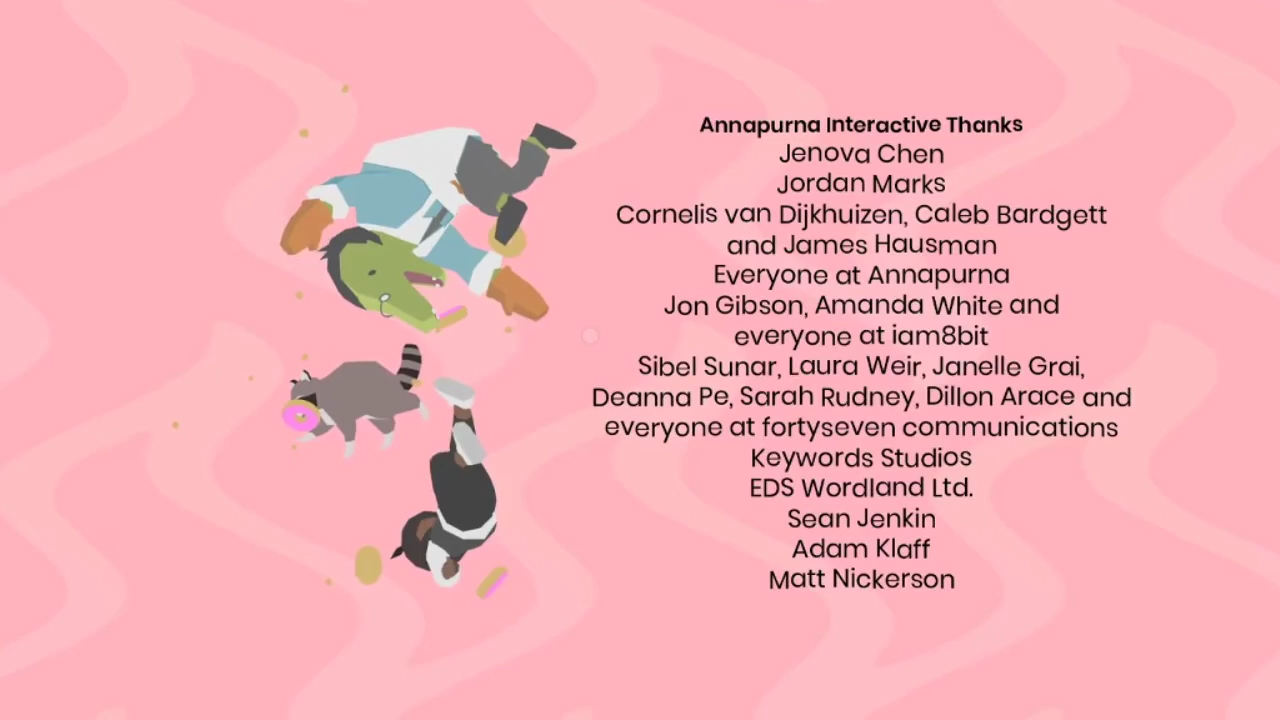 Annapurna Interactive Thanks
Jenova Chen
Jordan Marks
Cornelis van Dijkhuizen, Caleb Bardgett
and James Hausman
Everyone at Annapurna
Jon Gibson, Amanda White and
everyone at iam8bit
Sibel Sunar, Laura Weir, Janelle Grai,
Deanna Pe, Sarah Rudney, Dillon Arace and
everyone at fortyseven communications
Keywords Studios
EDS Wordland Ltd.
Sean Jenkin
Adam Klaff
Matt Nickerson